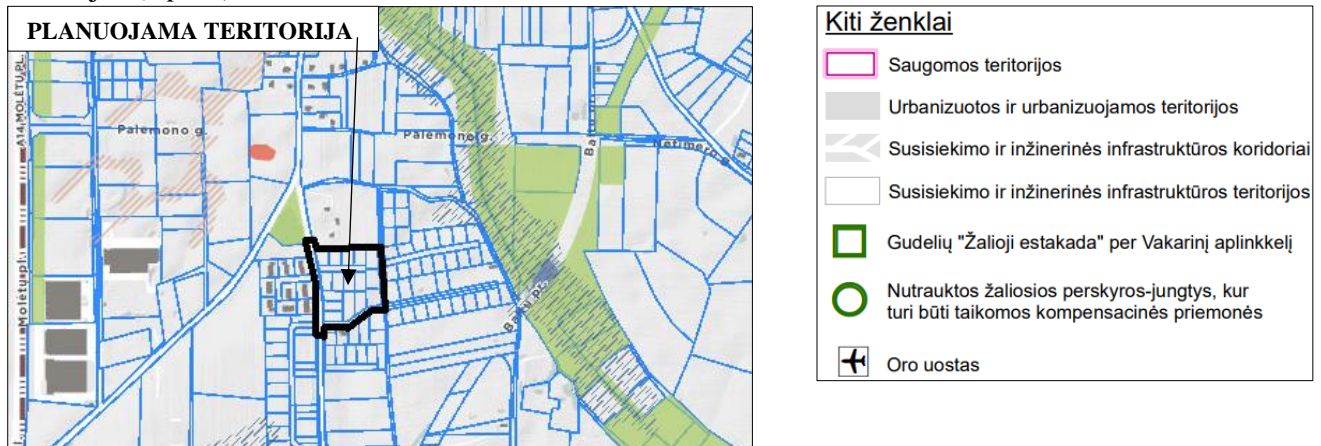 PLANUOJAMA TERITORIJA
A14 MOLĖTŲ PL.
Palemono g.
Palemono g.
Molėtų pl.
Kiti ženklai
Saugomos teritorijos
Urbanizuotos ir urbanizuojamos teritorijos
Susisiekimo ir inžinerinės infrastruktūros koridoriai
Susisiekimo ir inžinerinės infrastruktūros teritorijos
Gudelių "Žalioji estakada" per Vakarinį aplinkkelį
Nutrauktos žaliosios perskyros-jungtys, kur
turi būti taikomos kompensacinės priemonės
Oro uostas